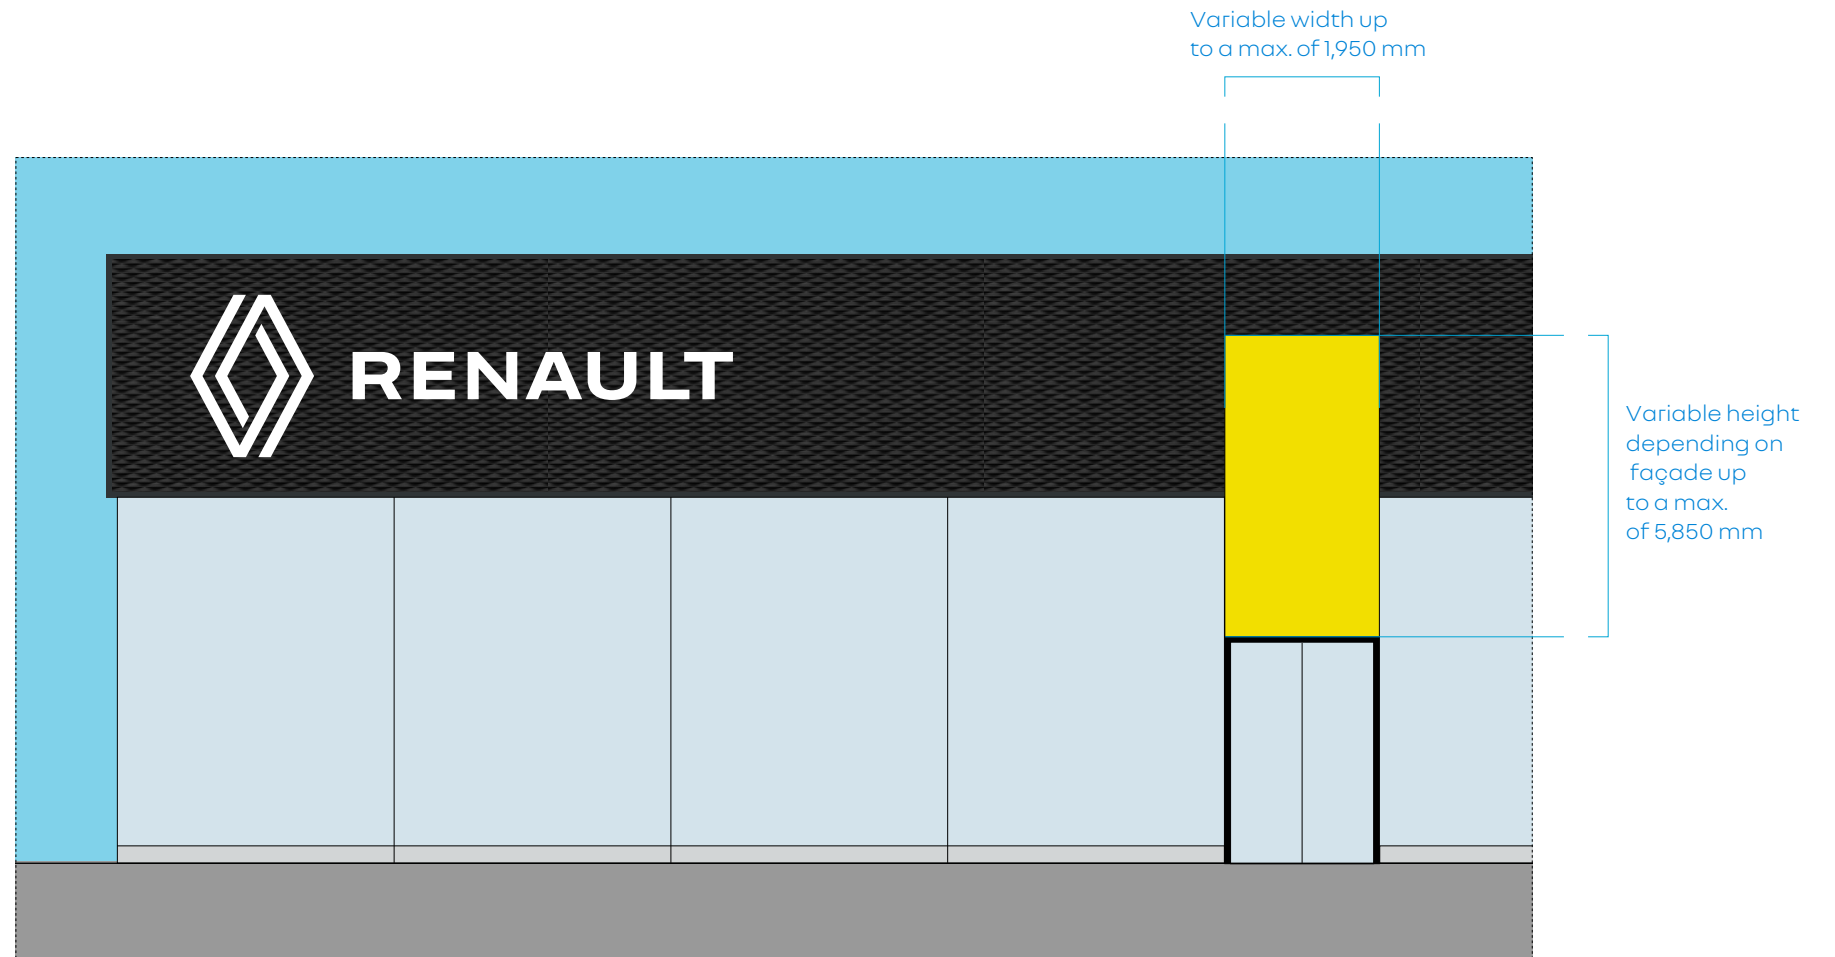 Variable width up
to a max. of 1,950 mm
RENAULT
Variable height
depending on
façade up
to a max.
of 5,850 mm